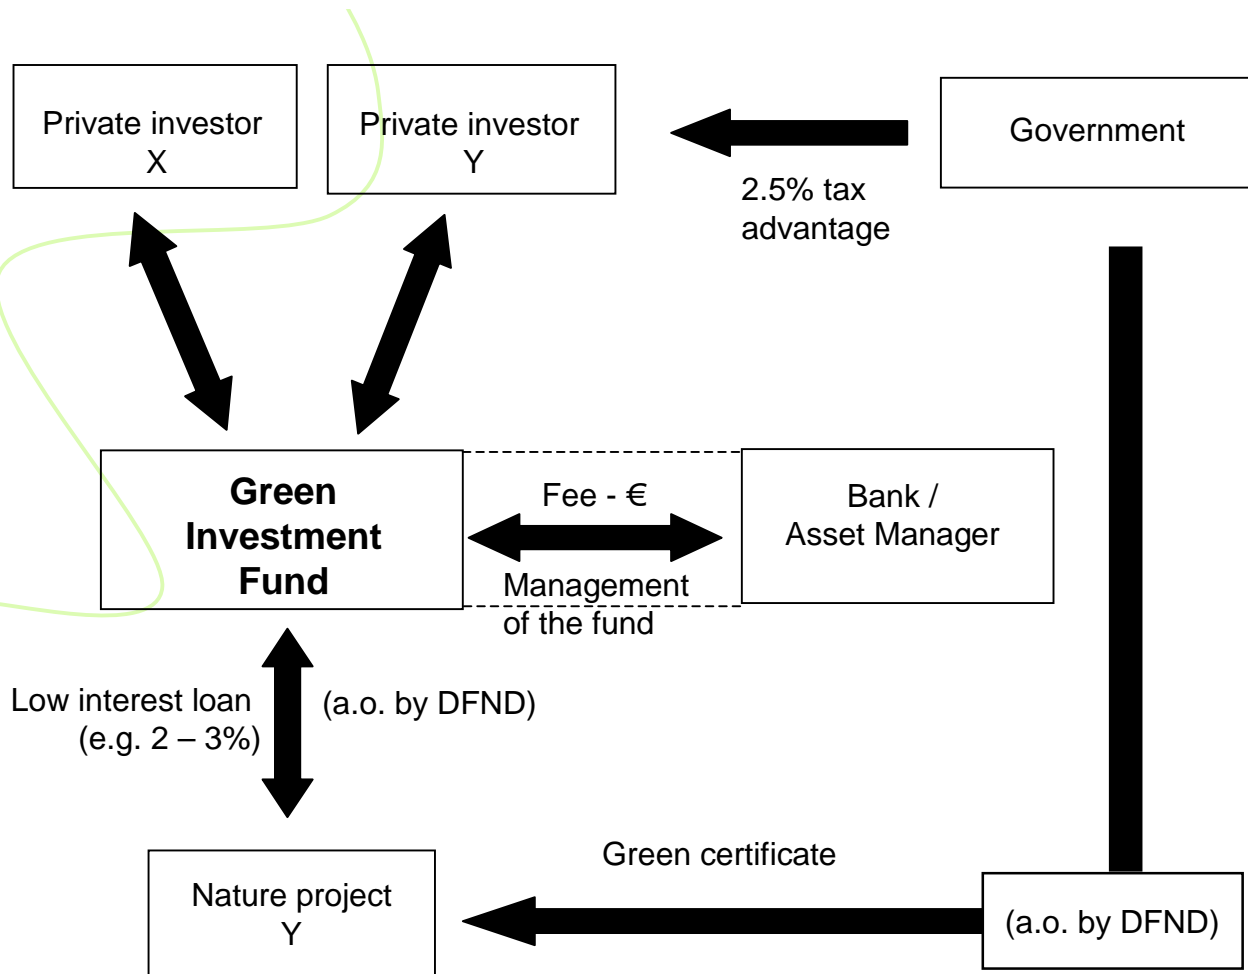 Private investor
X
Private investor
Y
Government
2.5% tax
advantage
Green
Investment
Fund
Fee - €
Management
of the fund
Bank /
Asset Manager
Low interest loan
(e.g. 2 – 3%)
(a.o. by DFND)
Green certificate
Nature project
Y
(a.o. by DFND)